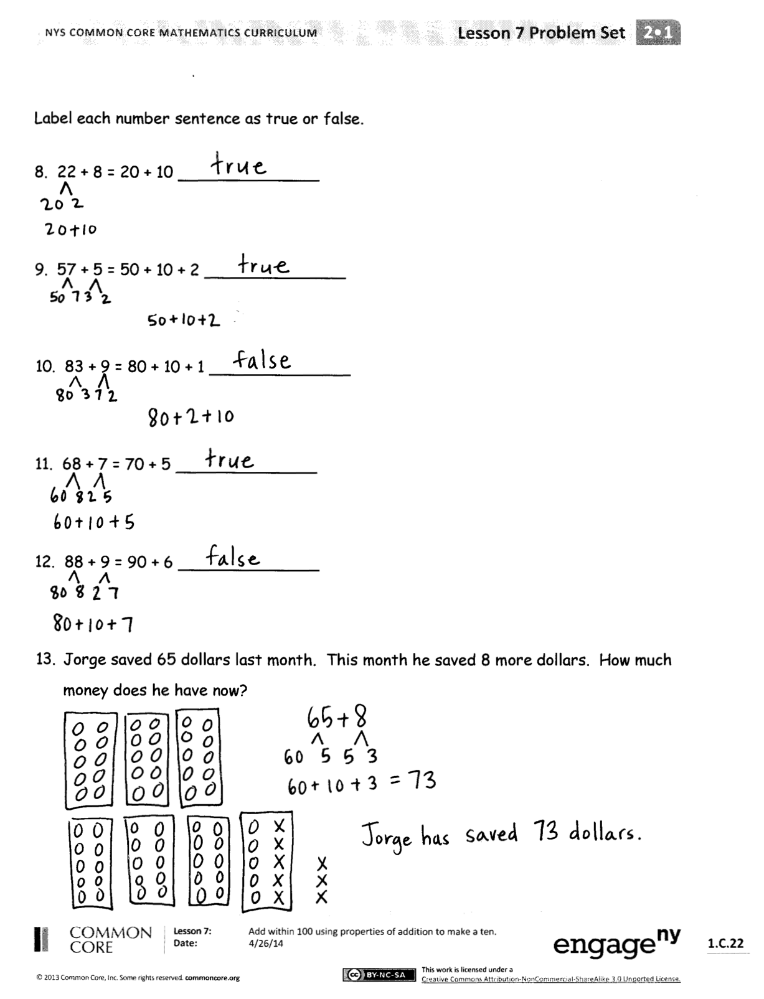 NYS COMMON CORE MATHEMATICS CURRICULUM Lesson 7 Problem Set 2•1
Label each number sentence as true or false.
8. 22 + 8 = 20 + 10 true
20 2
20+10
9. 57 + 5 = 50 + 10 + 2 true
50 7 3 2
50+10+2
10. 83 + 9 = 80 + 10 + 1 false
80 3 7 2
80+2+10
11. 68 + 7 = 70 + 5 true
60 8 2 5
60+10+5
12. 88 + 9 = 90 + 6 false
80 8 2 7
80+10+7
13. Jorge saved 65 dollars last month. This month he saved 8 more dollars. How much
money does he have now?
65+8
60 5 5 3
60+10+3 = 73
Jorge has saved 73 dollars.
COMMON CORE
Lesson 7: Add within 100 using properties of addition to make a ten.
Date: 4/26/14
engageny
1.C.22
© 2013 Common Core, Inc. Some rights reserved. commoncore.org
cc BY-NC-SA
This work is licensed under a
Creative Commons Attribution-NonCommercial-ShareAlike 3.0 Unported License.